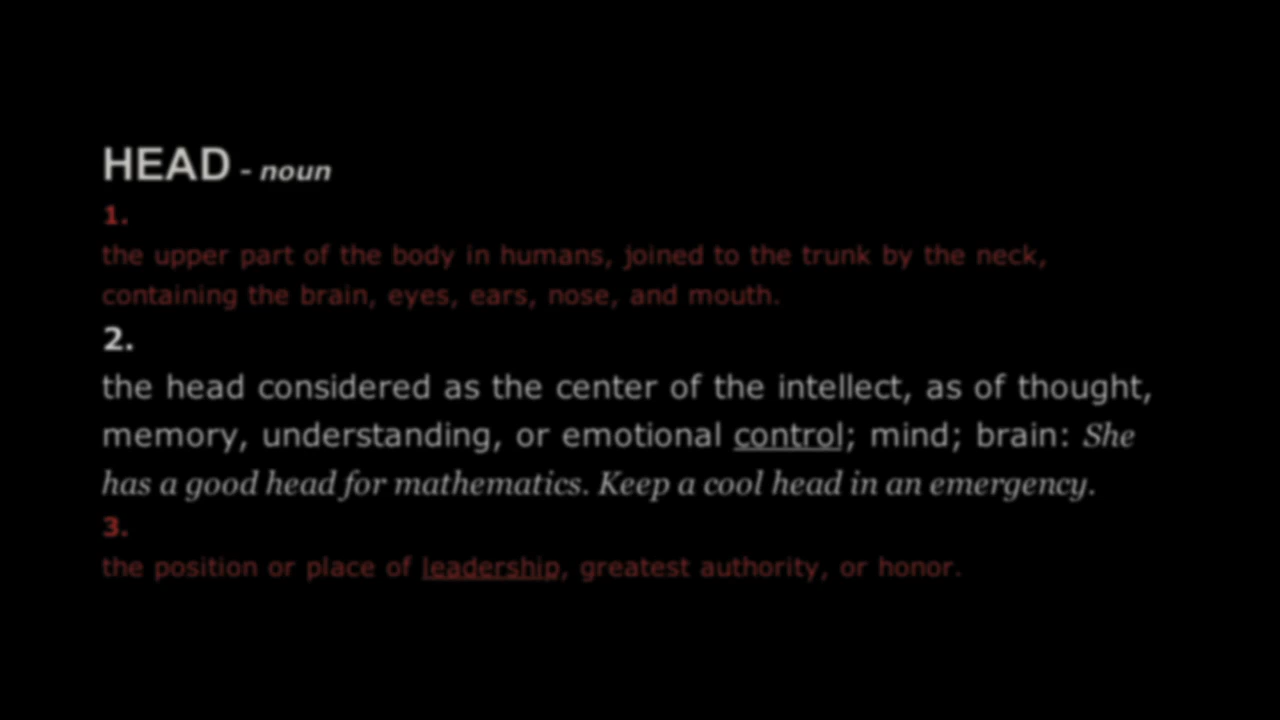 HEAD - noun
1.
the upper part of the body in humans, joined to the trunk by the neck,
containing the brain, eyes, ears, nose, and mouth.
2.
the head considered as the center of the intellect, as of thought,
memory, understanding, or emotional control; mind; brain: She
has a good head for mathematics. Keep a cool head in an emergency.
3.
the position or place of leadership, greatest authority, or honor.